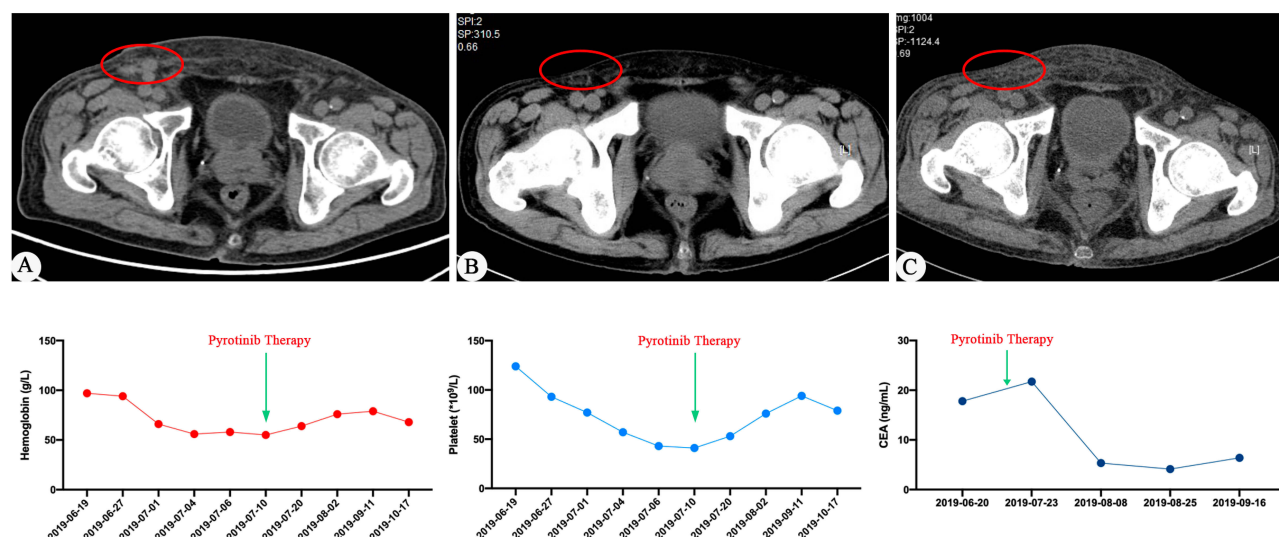 SPI:2
SP:310.5
0.66
mg:1004
SPI:2
SP:-1124.4
.69
[L]
[L]
A
B
C
Pyrotinib Therapy
Hemoglobin (g/L)
150
100
50
0
2019-06-19
2019-06-27
2019-07-01
2019-07-04
2019-07-06
2019-07-10
2019-07-20
2019-08-02
2019-09-11
2019-10-17
Pyrotinib Therapy
Platelet (*10⁹/L)
150
100
50
0
2019-06-19
2019-06-27
2019-07-01
2019-07-04
2019-07-06
2019-07-10
2019-07-20
2019-08-02
2019-09-11
2019-10-17
Pyrotinib Therapy
CEA (ng/mL)
30
20
10
0
2019-06-20
2019-07-23
2019-08-08
2019-08-25
2019-09-16